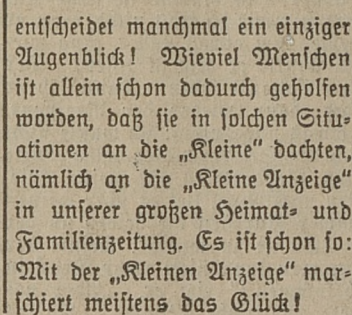 entscheidet manchmal ein einziger
Augenblick! Wieviel Menschen
ist allein schon dadurch geholfen
worden, daß sie in solchen Situ-
ationen an die „Kleine“ dachten,
nämlich an die „Kleine Anzeige“
in unserer großen Heimat- und
Familienzeitung. Es ist schon so:
Mit der „Kleinen Anzeige“ mar-
schiert meistens das Glück!